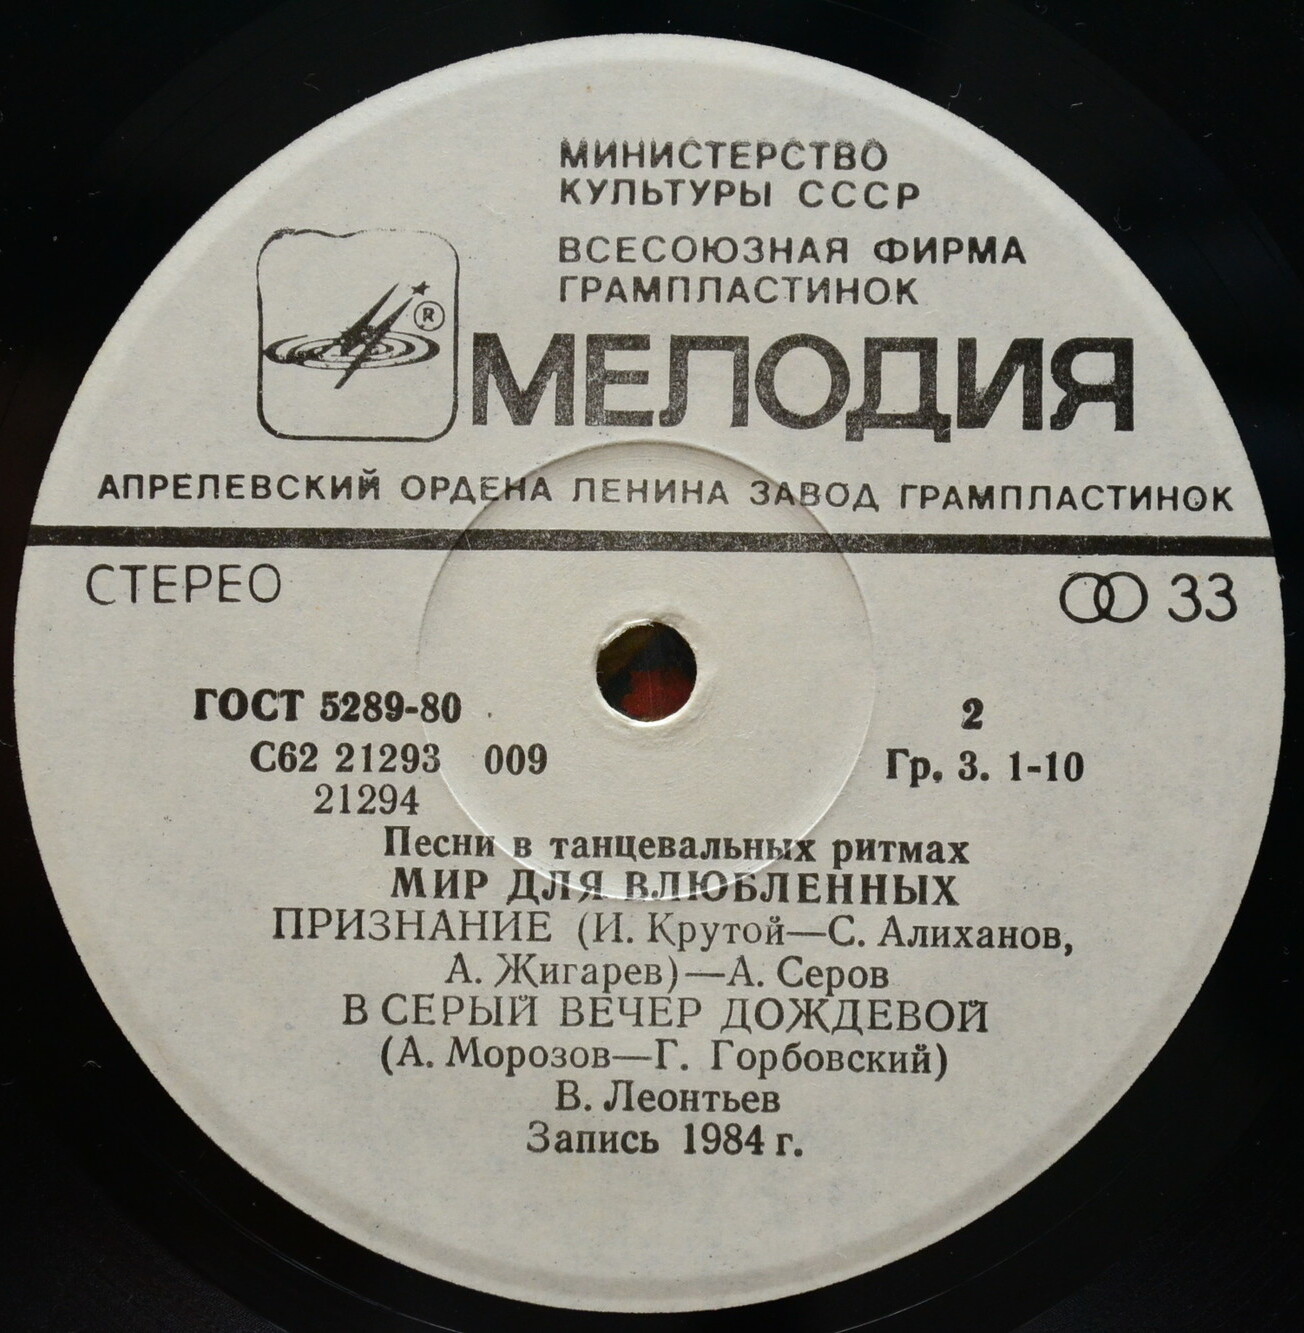 МИНИСТЕРСТВО
КУЛЬТУРЫ СССР
ВСЕСОЮЗНАЯ ФИРМА
ГРАМПЛАСТИНОК
®
МЕЛОДИЯ
АПРЕЛЕВСКИЙ ОРДЕНА ЛЕНИНА ЗАВОД ГРАМПЛАСТИНОК
СТЕРЕО 33
ГОСТ 5289-80 2
С62 21293 009 Гр. 3. 1-10
21294
Песни в танцевальных ритмах
МИР ДЛЯ ВЛЮБЛЕННЫХ
ПРИЗНАНИЕ (И. Крутой—С. Алиханов,
А. Жигарев)—А. Серов
В СЕРЫЙ ВЕЧЕР ДОЖДЕВОЙ
(А. Морозов—Г. Горбовский)
В. Леонтьев
Запись 1984 г.